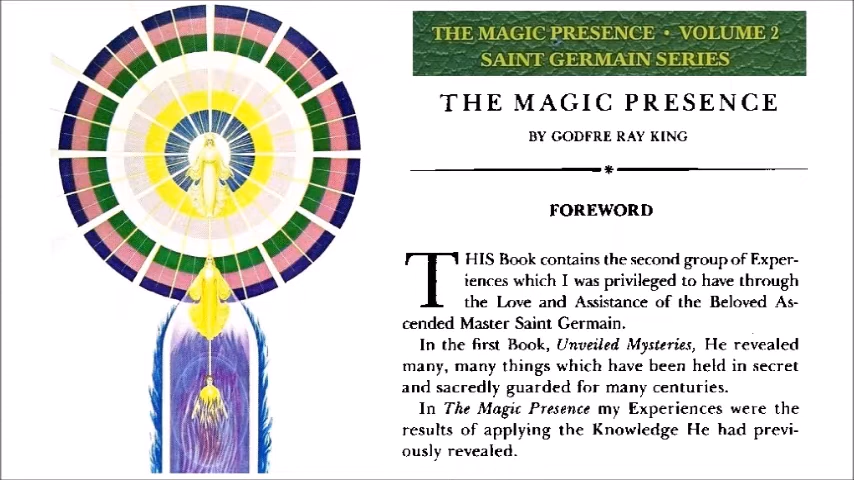 THE MAGIC PRESENCE • VOLUME 2
SAINT GERMAIN SERIES
THE MAGIC PRESENCE
BY GODFRE RAY KING
FOREWORD
THIS Book contains the second group of Exper-
iences which I was privileged to have through
the Love and Assistance of the Beloved As-
cended Master Saint Germain.
In the first Book, Unveiled Mysteries, He revealed
many, many things which have been held in secret
and sacredly guarded for many centuries.
In The Magic Presence my Experiences were the
results of applying the Knowledge He had previ-
ously revealed.